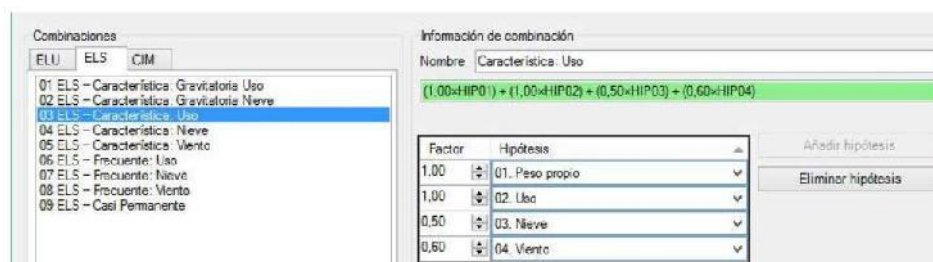 Combinaciones
ELU ELS CIM
01 ELS – Característica: Gravitatoria Uso
02 ELS – Característica: Gravitatoria Nieve
03 ELS – Característica: Uso
04 ELS – Característica: Nieve
05 ELS – Característica: Viento
06 ELS – Frecuente: Uso
07 ELS – Frecuente: Nieve
08 ELS – Frecuente: Viento
09 ELS – Casi Permanente
Información de combinación
Nombre Característica: Uso
(1,00×HIP01) + (1,00×HIP02) + (0,50×HIP03) + (0,60×HIP04)
Factor Hipótesis
1,00 01. Peso propio
1,00 02. Uso
0,50 03. Nieve
0,60 04. Viento
Añadir hipótesis
Eliminar hipótesis